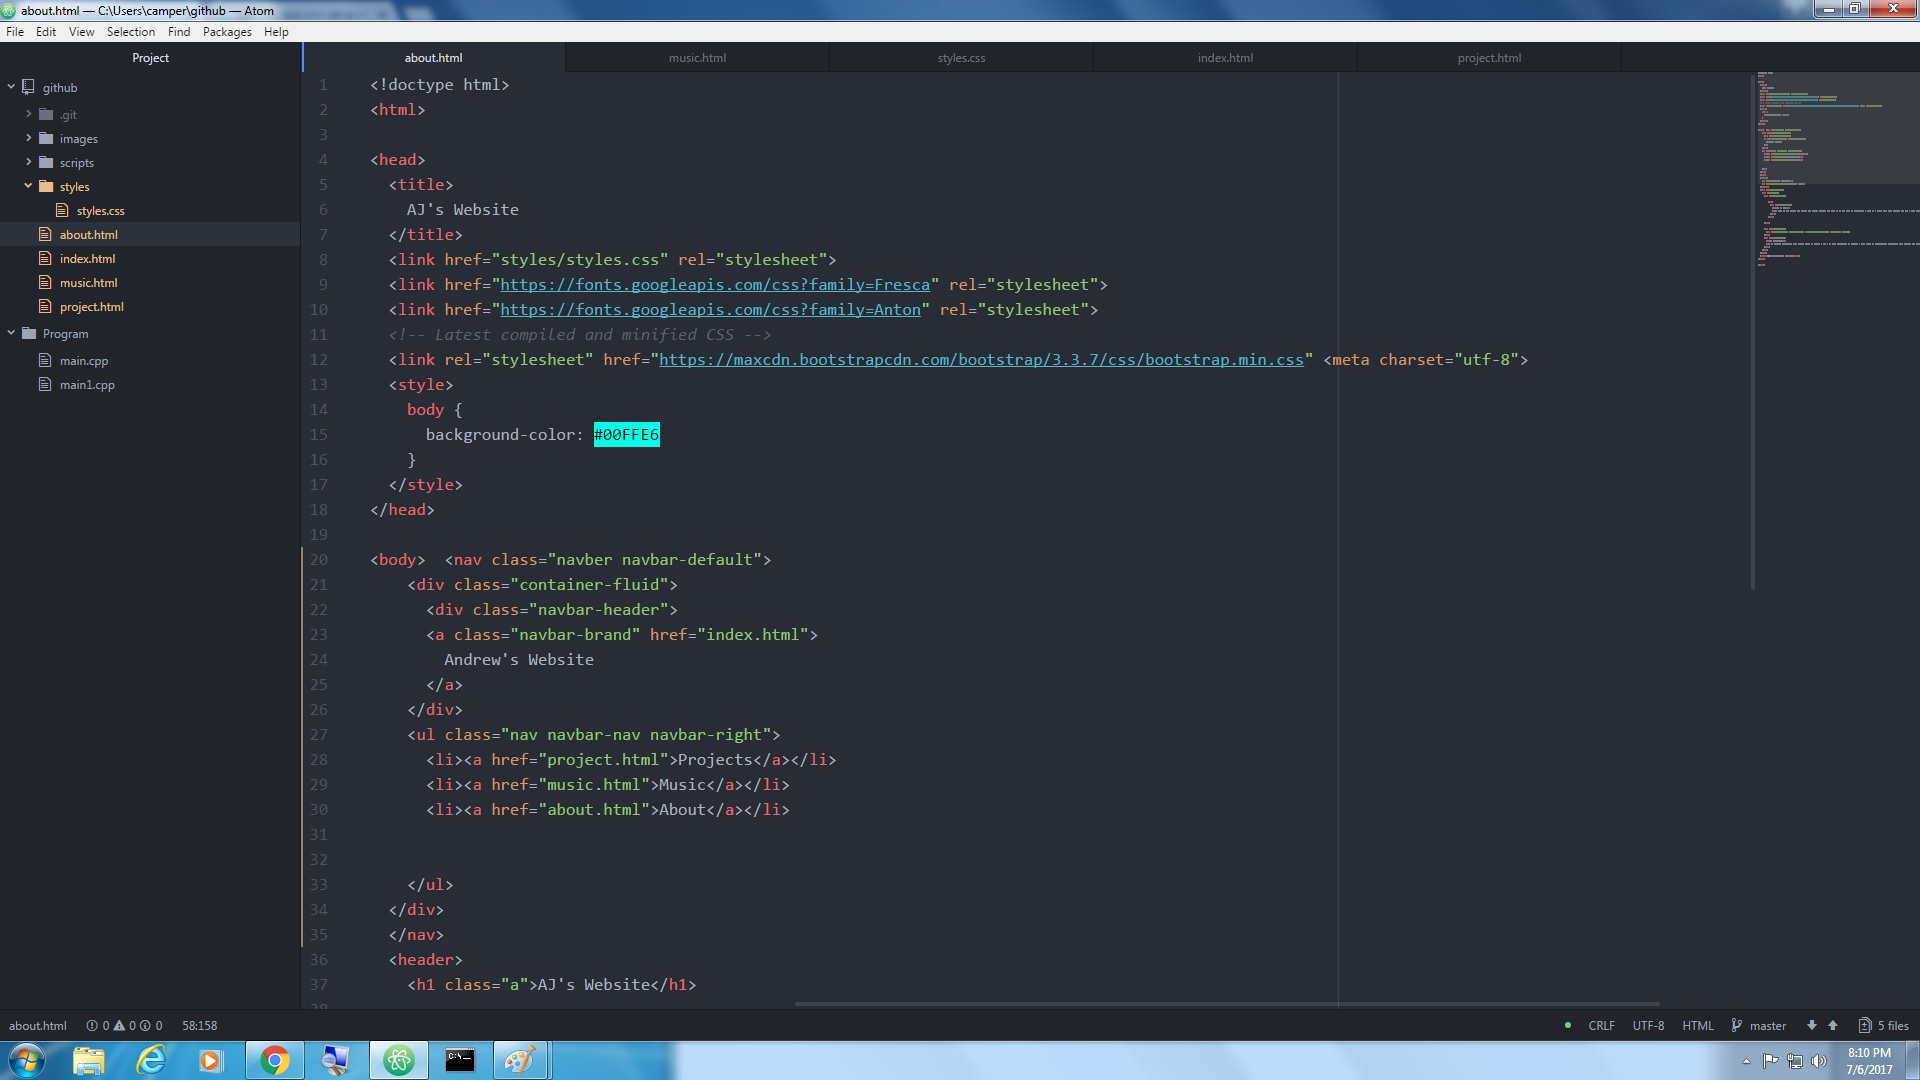 about.html — C:\Users\camper\github — Atom
File Edit View Selection Find Packages Help
Project
github
.git
images
scripts
styles
styles.css
about.html
index.html
music.html
project.html
Program
main.cpp
main1.cpp
about.html music.html styles.css index.html project.html
1 <!doctype html>
2 <html>
3
4 <head>
5 <title>
6 AJ's Website
7 </title>
8 <link href="styles/styles.css" rel="stylesheet">
9 <link href="https://fonts.googleapis.com/css?family=Fresca" rel="stylesheet">
10 <link href="https://fonts.googleapis.com/css?family=Anton" rel="stylesheet">
11 <!-- Latest compiled and minified CSS -->
12 <link rel="stylesheet" href="https://maxcdn.bootstrapcdn.com/bootstrap/3.3.7/css/bootstrap.min.css" <meta charset="utf-8">
13 <style>
14 body {
15 background-color: #00FFE6
16 }
17 </style>
18 </head>
19
20 <body> <nav class="navber navbar-default">
21 <div class="container-fluid">
22 <div class="navbar-header">
23 <a class="navbar-brand" href="index.html">
24 Andrew's Website
25 </a>
26 </div>
27 <ul class="nav navbar-nav navbar-right">
28 <li><a href="project.html">Projects</a></li>
29 <li><a href="music.html">Music</a></li>
30 <li><a href="about.html">About</a></li>
31
32
33 </ul>
34 </div>
35 </nav>
36 <header>
37 <h1 class="a">AJ's Website</h1>
about.html 0 0 0 58:158 CRLF UTF-8 HTML master 5 files
8:10 PM
7/6/2017